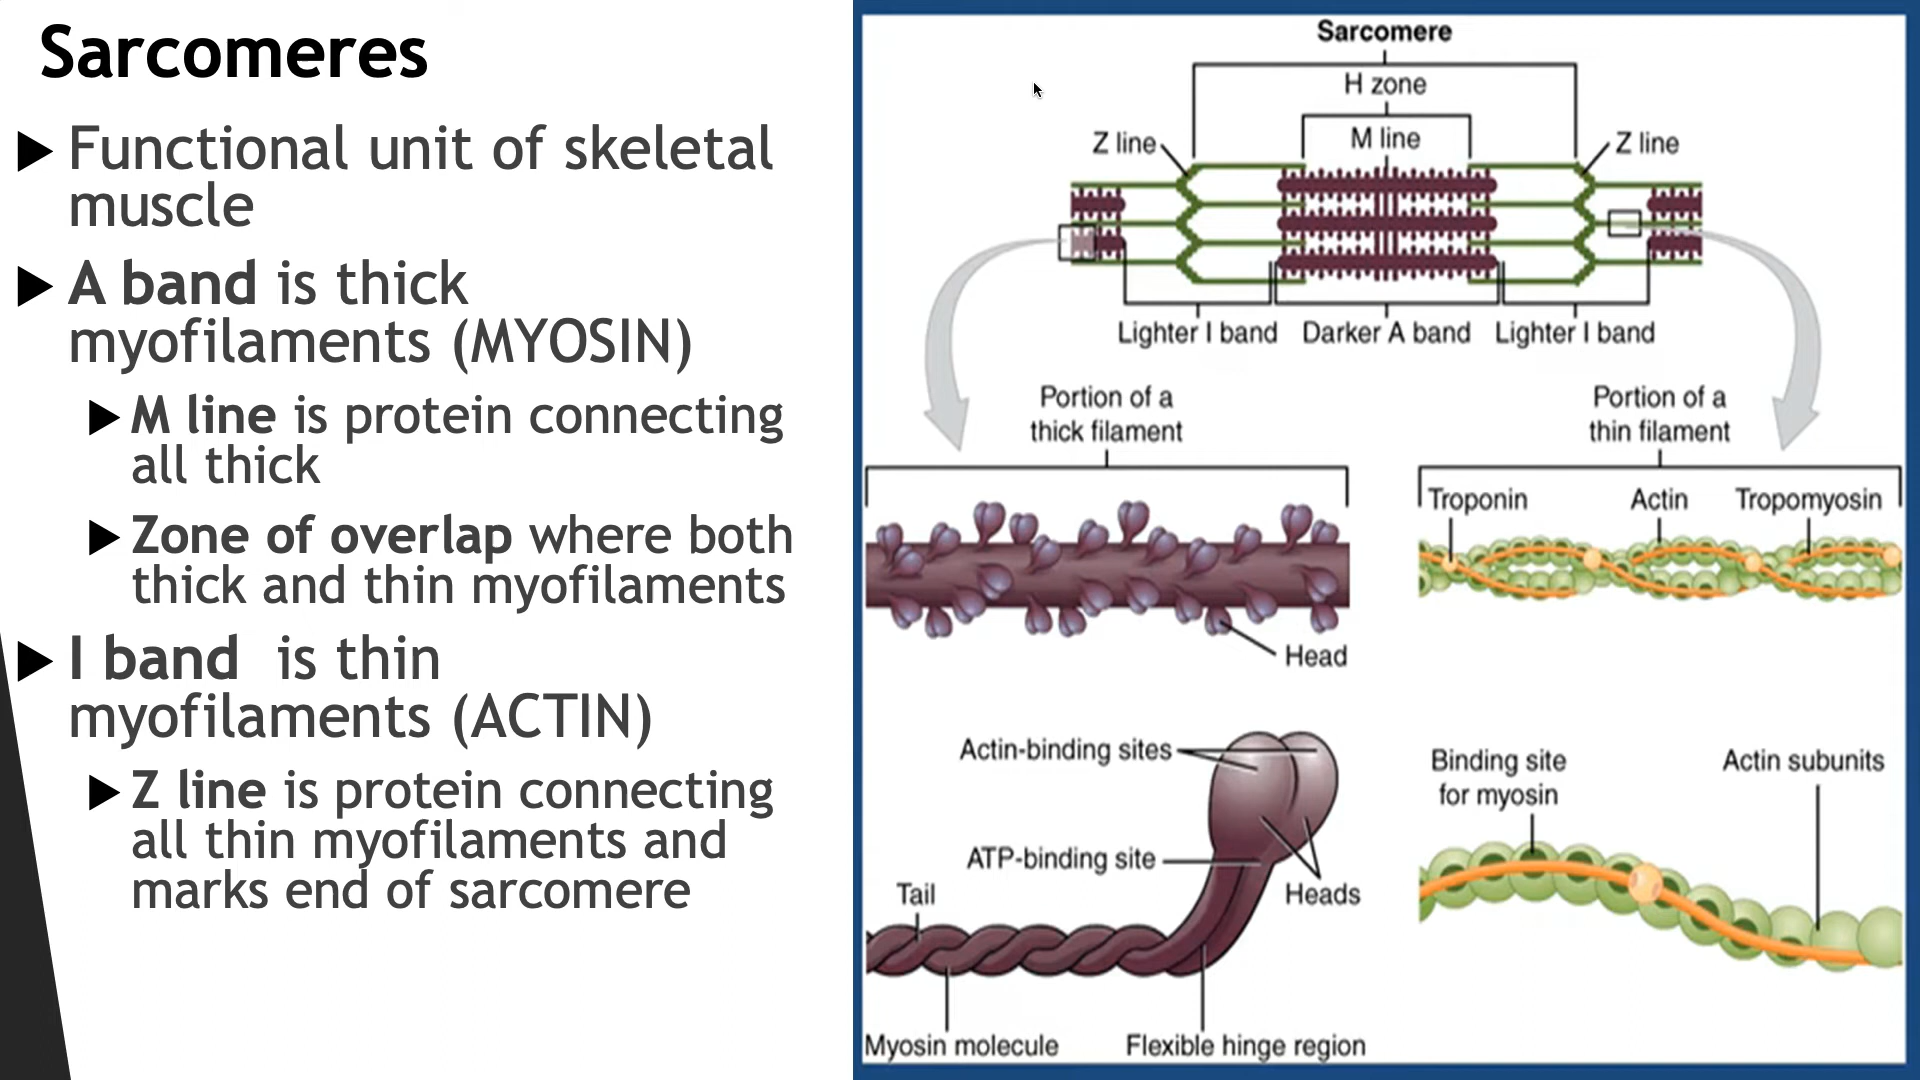 Sarcomeres
Functional unit of skeletal
muscle
A band is thick
myofilaments (MYOSIN)
M line is protein connecting
all thick
Zone of overlap where both
thick and thin myofilaments
I band is thin
myofilaments (ACTIN)
Z line is protein connecting
all thin myofilaments and
marks end of sarcomere
Sarcomere
H zone
Z line
M line
Z line
Lighter I band
Darker A band
Lighter I band
Portion of a
thick filament
Portion of a
thin filament
Troponin
Actin
Tropomyosin
Head
Actin-binding sites
ATP-binding site
Tail
Heads
Myosin molecule
Flexible hinge region
Binding site
for myosin
Actin subunits